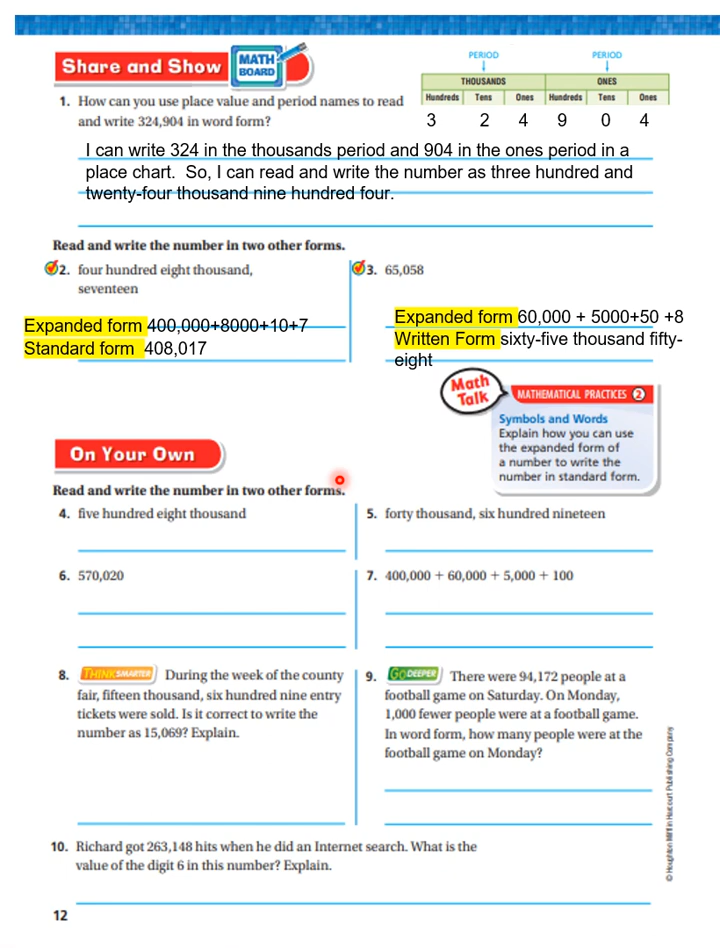 Share and Show
MATH
BOARD
PERIOD PERIOD
THOUSANDS ONES
Hundreds Tens Ones Hundreds Tens Ones
3 2 4 9 0 4
1. How can you use place value and period names to read
and write 324,904 in word form?
I can write 324 in the thousands period and 904 in the ones period in a
place chart. So, I can read and write the number as three hundred and
twenty-four thousand nine hundred four.
Read and write the number in two other forms.
2. four hundred eight thousand,
seventeen
Expanded form 400,000+8000+10+7
Standard form 408,017
3. 65,058
Expanded form 60,000 + 5000+50 +8
Written Form sixty-five thousand fifty-
eight
Math
Talk
MATHEMATICAL PRACTICES 2
Symbols and Words
Explain how you can use
the expanded form of
a number to write the
number in standard form.
On Your Own
Read and write the number in two other forms.
4. five hundred eight thousand
5. forty thousand, six hundred nineteen
6. 570,020
7. 400,000 + 60,000 + 5,000 + 100
8. THINK SMARTER During the week of the county
fair, fifteen thousand, six hundred nine entry
tickets were sold. Is it correct to write the
number as 15,069? Explain.
9. GO DEEPER There were 94,172 people at a
football game on Saturday. On Monday,
1,000 fewer people were at a football game.
In word form, how many people were at the
football game on Monday?
10. Richard got 263,148 hits when he did an Internet search. What is the
value of the digit 6 in this number? Explain.
© Houghton Mifflin Harcourt Publishing Company
12